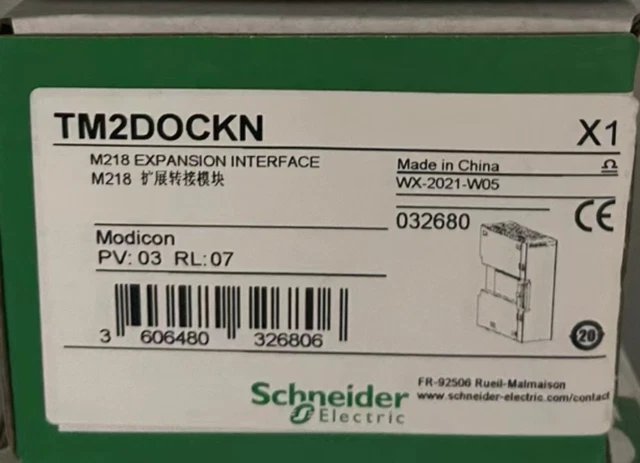 TM2DOCKN
X1
M218 EXPANSION INTERFACE
M218 扩展转接模块
Made in China
WX-2021-W05
032680
CE
Modicon
PV: 03 RL: 07
3 606480 326806
20
Schneider
Electric
FR-92506 Rueil-Malmaison
www.schneider-electric.com/contact